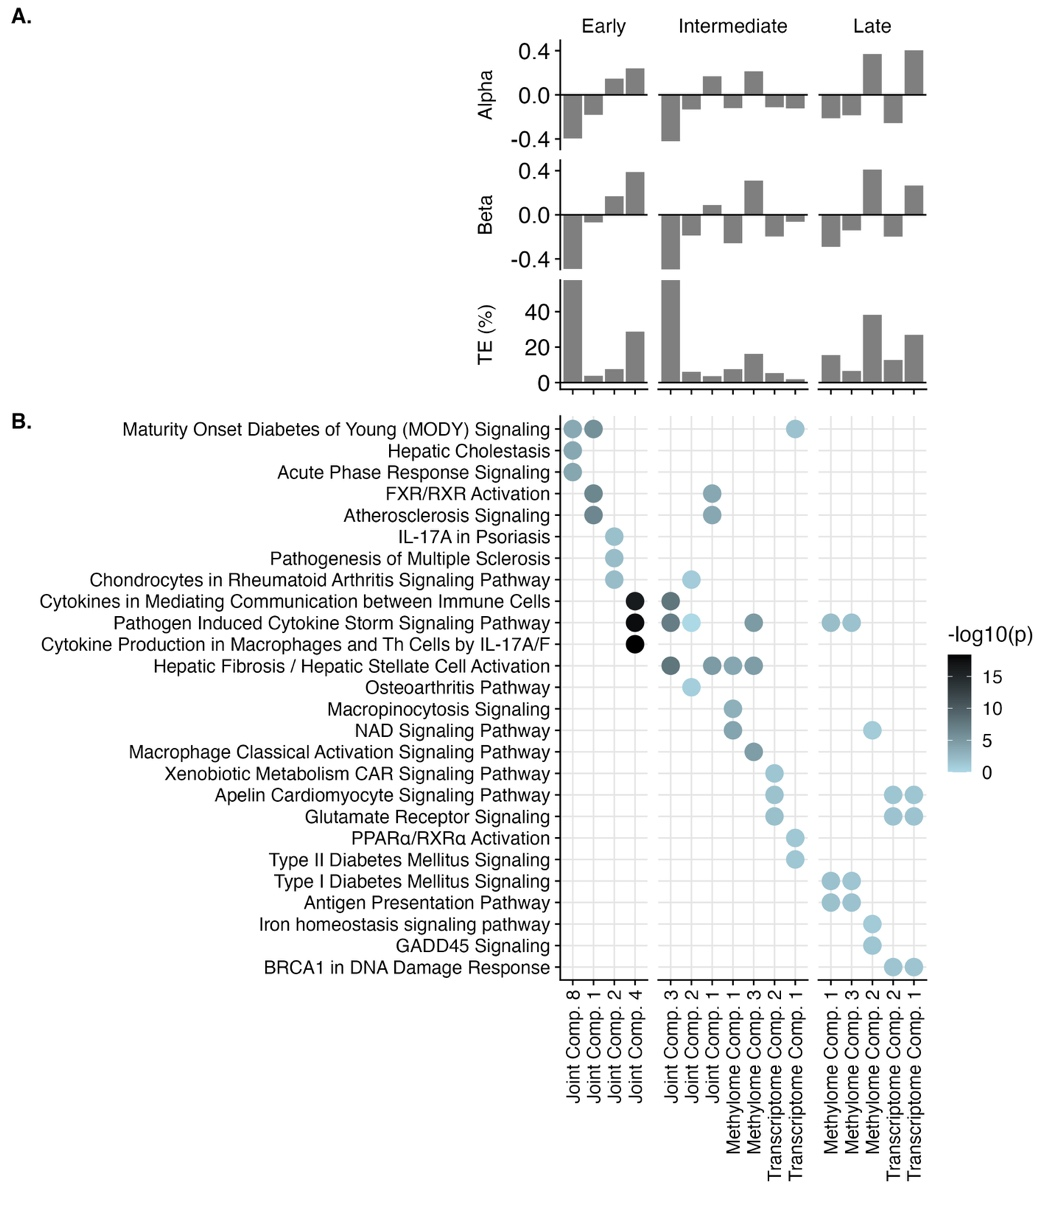 A.
Early Intermediate Late
Alpha
0.4
0.0
-0.4
Beta
0.4
0.0
-0.4
TE (%)
40
20
0
B.
Maturity Onset Diabetes of Young (MODY) Signaling
Hepatic Cholestasis
Acute Phase Response Signaling
FXR/RXR Activation
Atherosclerosis Signaling
IL-17A in Psoriasis
Pathogenesis of Multiple Sclerosis
Chondrocytes in Rheumatoid Arthritis Signaling Pathway
Cytokines in Mediating Communication between Immune Cells
Pathogen Induced Cytokine Storm Signaling Pathway
Cytokine Production in Macrophages and Th Cells by IL-17A/F
Hepatic Fibrosis / Hepatic Stellate Cell Activation
Osteoarthritis Pathway
Macropinocytosis Signaling
NAD Signaling Pathway
Macrophage Classical Activation Signaling Pathway
Xenobiotic Metabolism CAR Signaling Pathway
Apelin Cardiomyocyte Signaling Pathway
Glutamate Receptor Signaling
PPARα/RXRα Activation
Type II Diabetes Mellitus Signaling
Type I Diabetes Mellitus Signaling
Antigen Presentation Pathway
Iron homeostasis signaling pathway
GADD45 Signaling
BRCA1 in DNA Damage Response
-log10(p)
15
10
5
0
Joint Comp. 8
Joint Comp. 1
Joint Comp. 2
Joint Comp. 4
Joint Comp. 3
Joint Comp. 2
Joint Comp. 1
Methylome Comp. 1
Methylome Comp. 3
Transcriptome Comp. 2
Transcriptome Comp. 1
Methylome Comp. 1
Methylome Comp. 3
Methylome Comp. 2
Transcriptome Comp. 2
Transcriptome Comp. 1